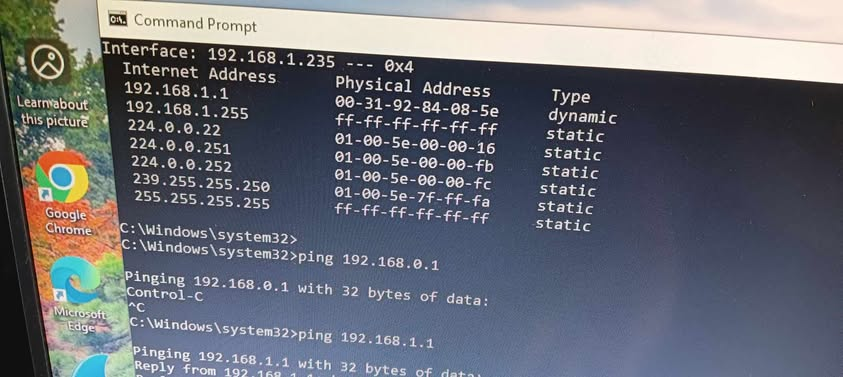 Command Prompt
Interface: 192.168.1.235 --- 0x4
Internet Address Physical Address Type
192.168.1.1 00-31-92-84-08-5e dynamic
192.168.1.255 ff-ff-ff-ff-ff-ff static
224.0.0.22 01-00-5e-00-00-16 static
224.0.0.251 01-00-5e-00-00-fb static
224.0.0.252 01-00-5e-00-00-fc static
239.255.255.250 01-00-5e-7f-ff-fa static
255.255.255.255 ff-ff-ff-ff-ff-ff static
C:\Windows\system32>
C:\Windows\system32>ping 192.168.0.1
Pinging 192.168.0.1 with 32 bytes of data:
Control-C
^C
C:\Windows\system32>ping 192.168.1.1
Pinging 192.168.1.1 with 32 bytes of data:
Reply from
Learn about
this picture
Google
Chrome
Microsoft
Edge